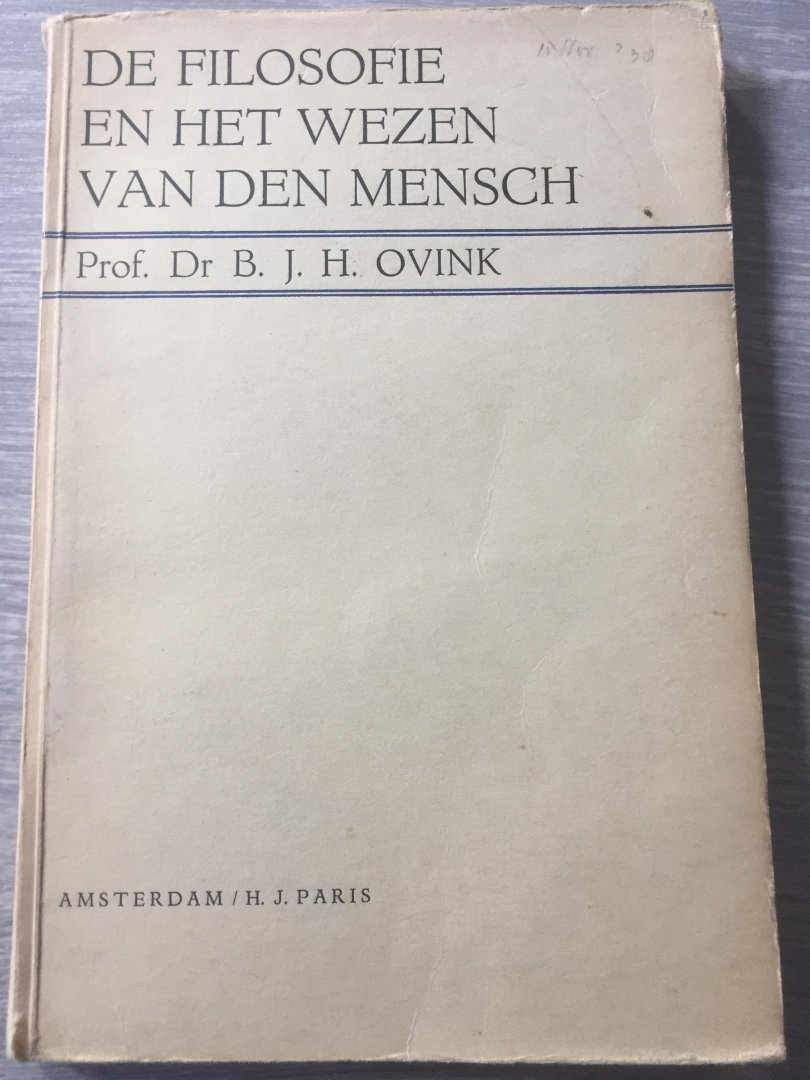 DE FILOSOFIE
EN HET WEZEN
VAN DEN MENSCH
Prof. Dr B. J. H. OVINK
AMSTERDAM / H. J. PARIS